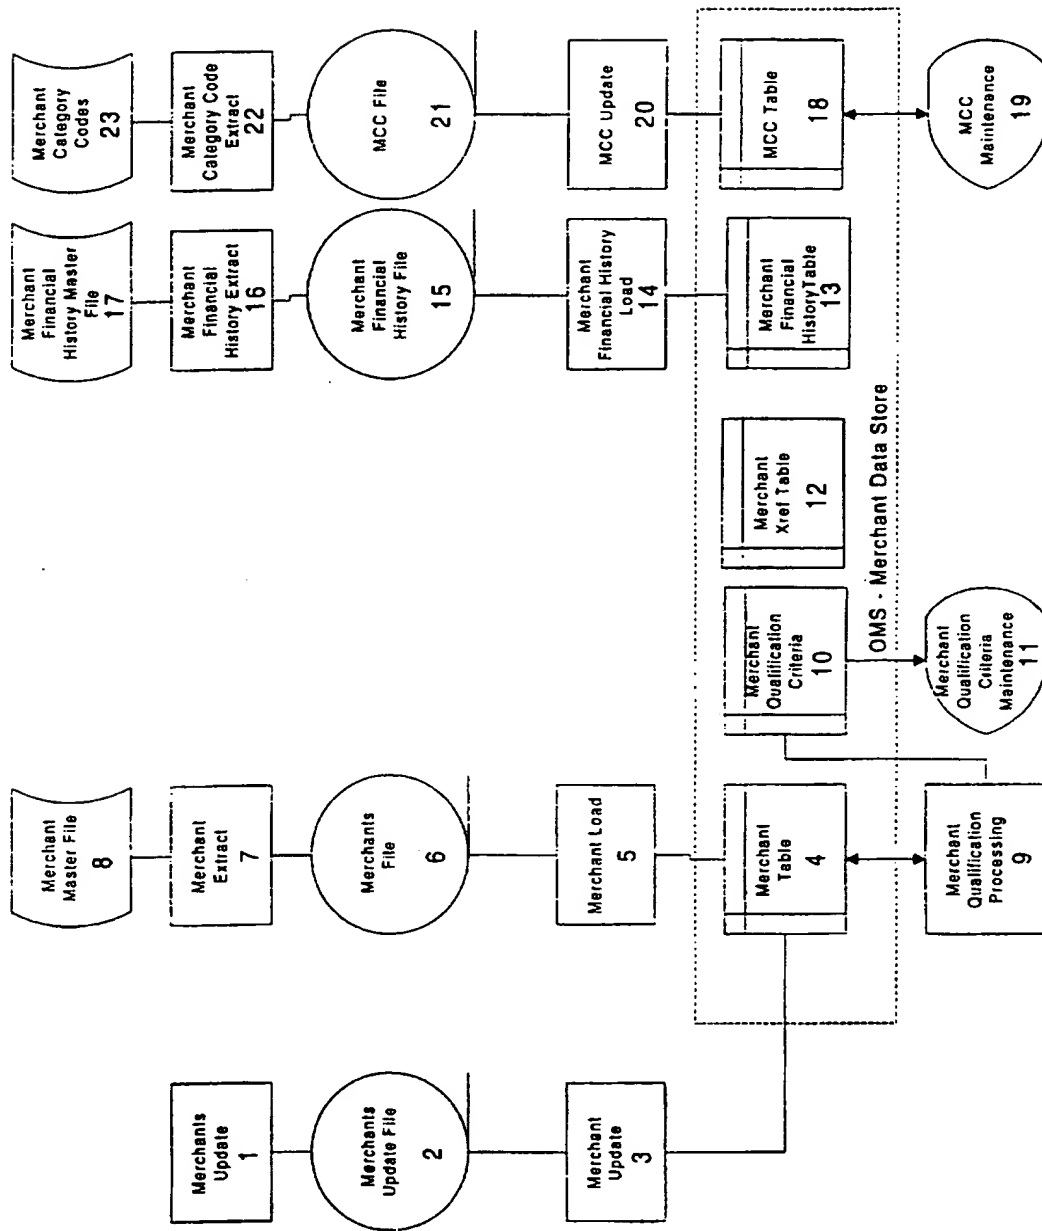 Merchants
Update
1
Merchants
Update File
2
Merchant
Update
3
Merchant
Master File
8
Merchant
Extract
7
Merchants
File
6
Merchant Load
5
Merchant
Table
4
Merchant
Qualification
Processing
9
Merchant
Qualification
Criteria
10
Merchant
Qualification
Criteria
Maintenance
11
Merchant
Xref Table
12
OMS - Merchant Data Store
Merchant
Financial
History Master
File
17
Merchant
Financial
History Extract
16
Merchant
Financial
History File
15
Merchant
Financial History
Load
14
Merchant
Financial
HistoryTable
13
Merchant
Category
Codes
23
Merchant
Category Code
Extract
22
MCC File
21
MCC Update
20
MCC Table
18
MCC
Maintenance
19